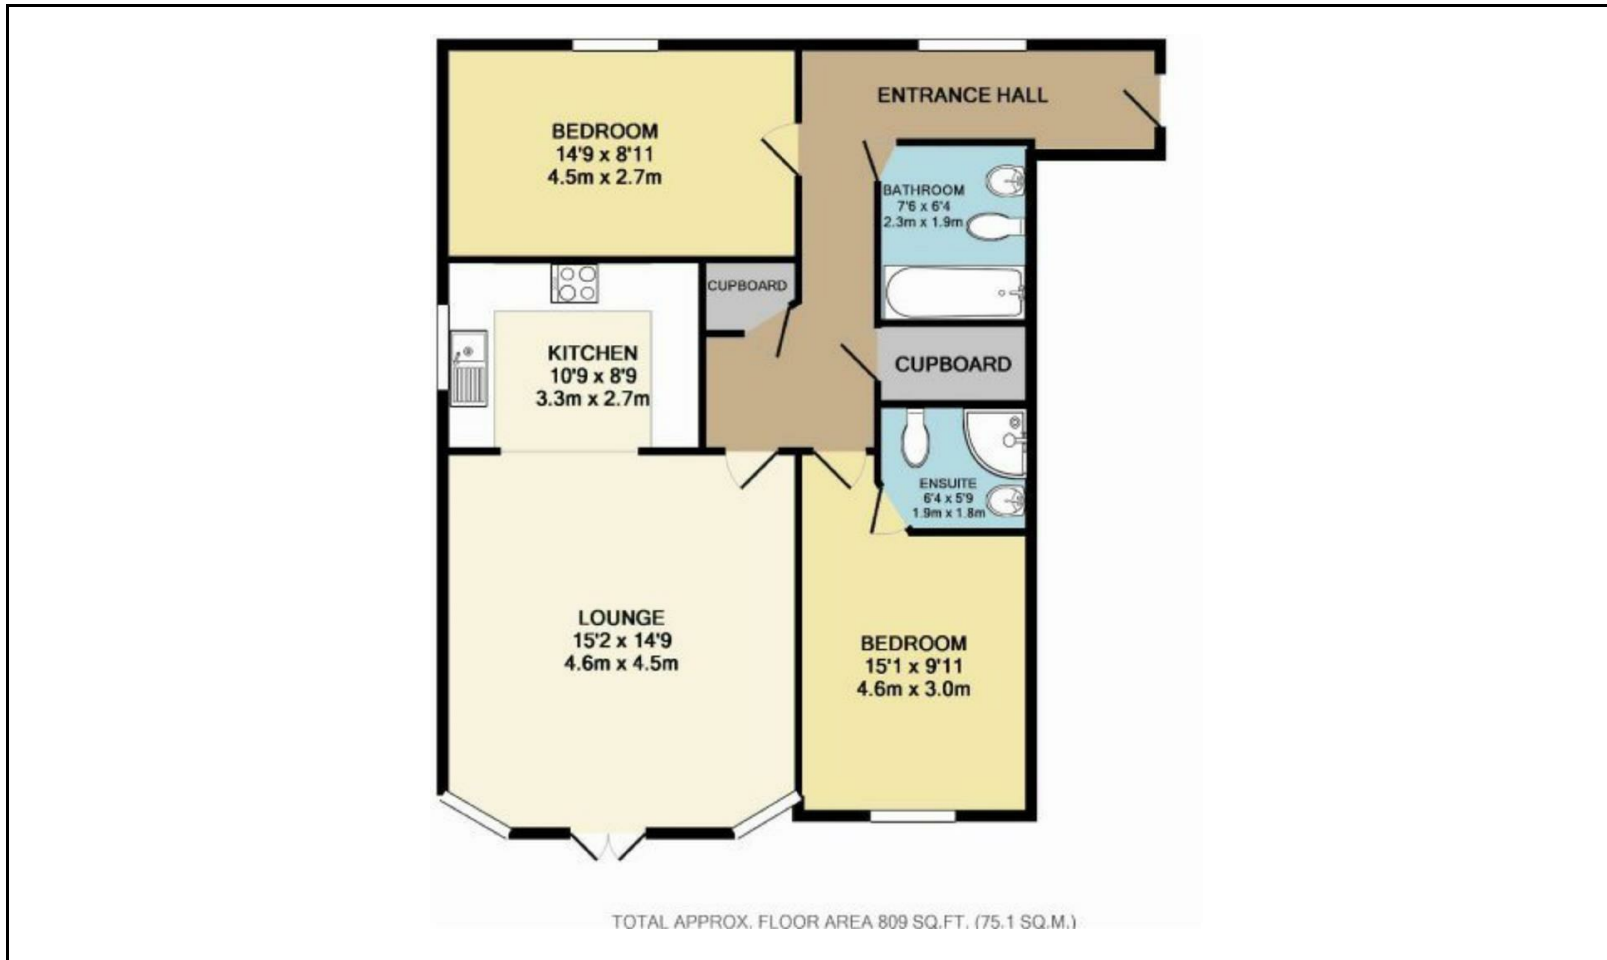 ENTRANCE HALL
BEDROOM
14'9 x 8'11
4.5m x 2.7m
BATHROOM
7'6 x 6'4
2.3m x 1.9m
CUPBOARD
KITCHEN
10'9 x 8'9
3.3m x 2.7m
CUPBOARD
ENSUITE
6'4 x 5'9
1.9m x 1.8m
LOUNGE
15'2 x 14'9
4.6m x 4.5m
BEDROOM
15'1 x 9'11
4.6m x 3.0m
TOTAL APPROX. FLOOR AREA 809 SQ.FT. (75.1 SQ.M.)